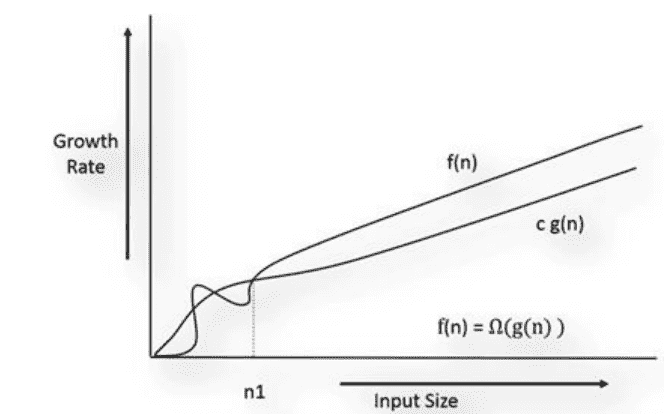 Growth
Rate
f(n)
c g(n)
f(n) = Ω(g(n) )
n1
Input Size